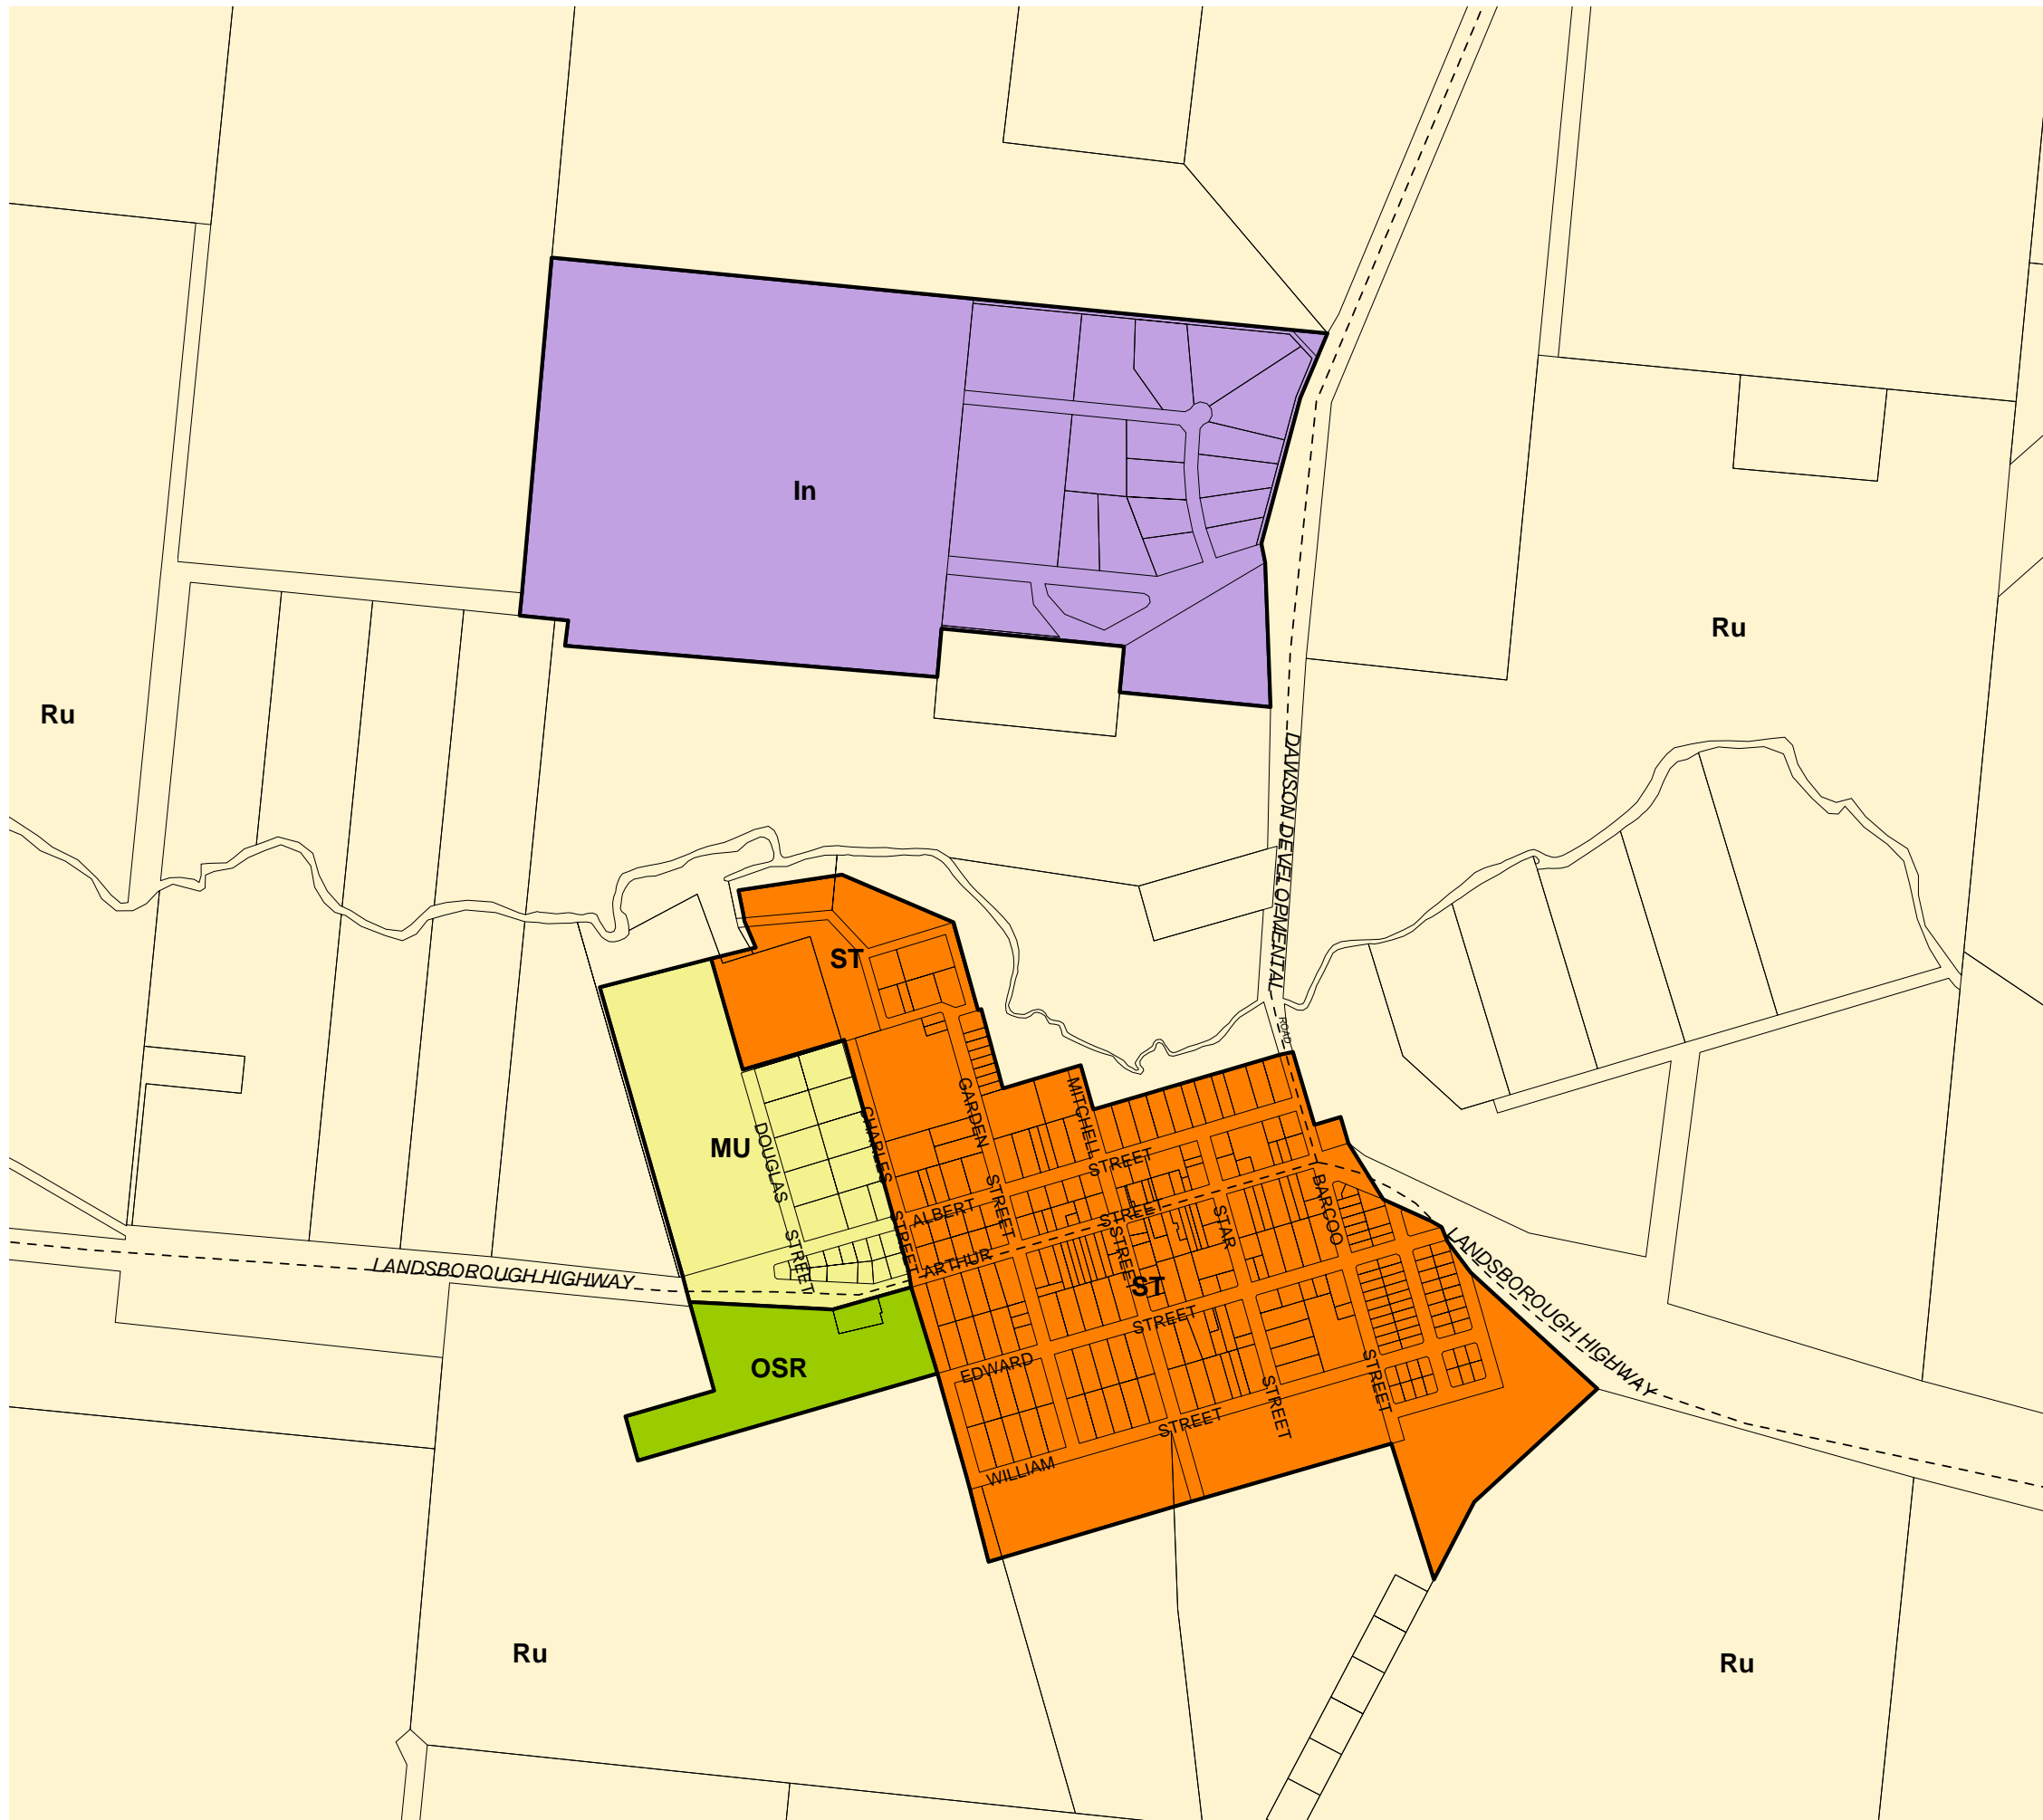 In
Ru
Ru
DAWSON DEVELOPMENTAL
ROAD
ST
MU
DOUGLAS
STREET
CHARLES
STREET
GARDEN
STREET
MITCHELL
STREET
ALBERT
STREET
ARTHUR
STREE
STAR
STREET
BARCOO
STREET
ST
LANDSBOROUGH HIGHWAY
LANDSBOROUGH HIGHWAY
OSR
EDWARD
STREET
WILLIAM
STREET
Ru
Ru